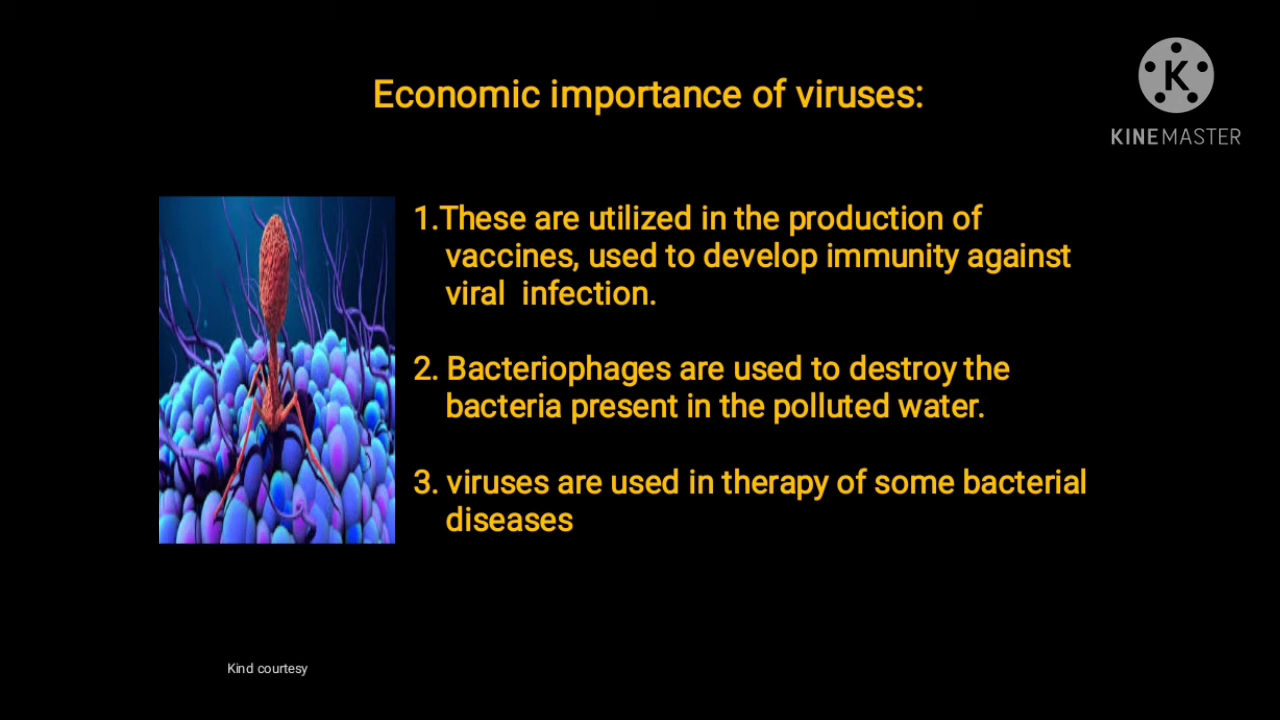 Economic importance of viruses:
K
KINEMASTER
1.These are utilized in the production of
vaccines, used to develop immunity against
viral infection.
2. Bacteriophages are used to destroy the
bacteria present in the polluted water.
3. viruses are used in therapy of some bacterial
diseases
Kind courtesy